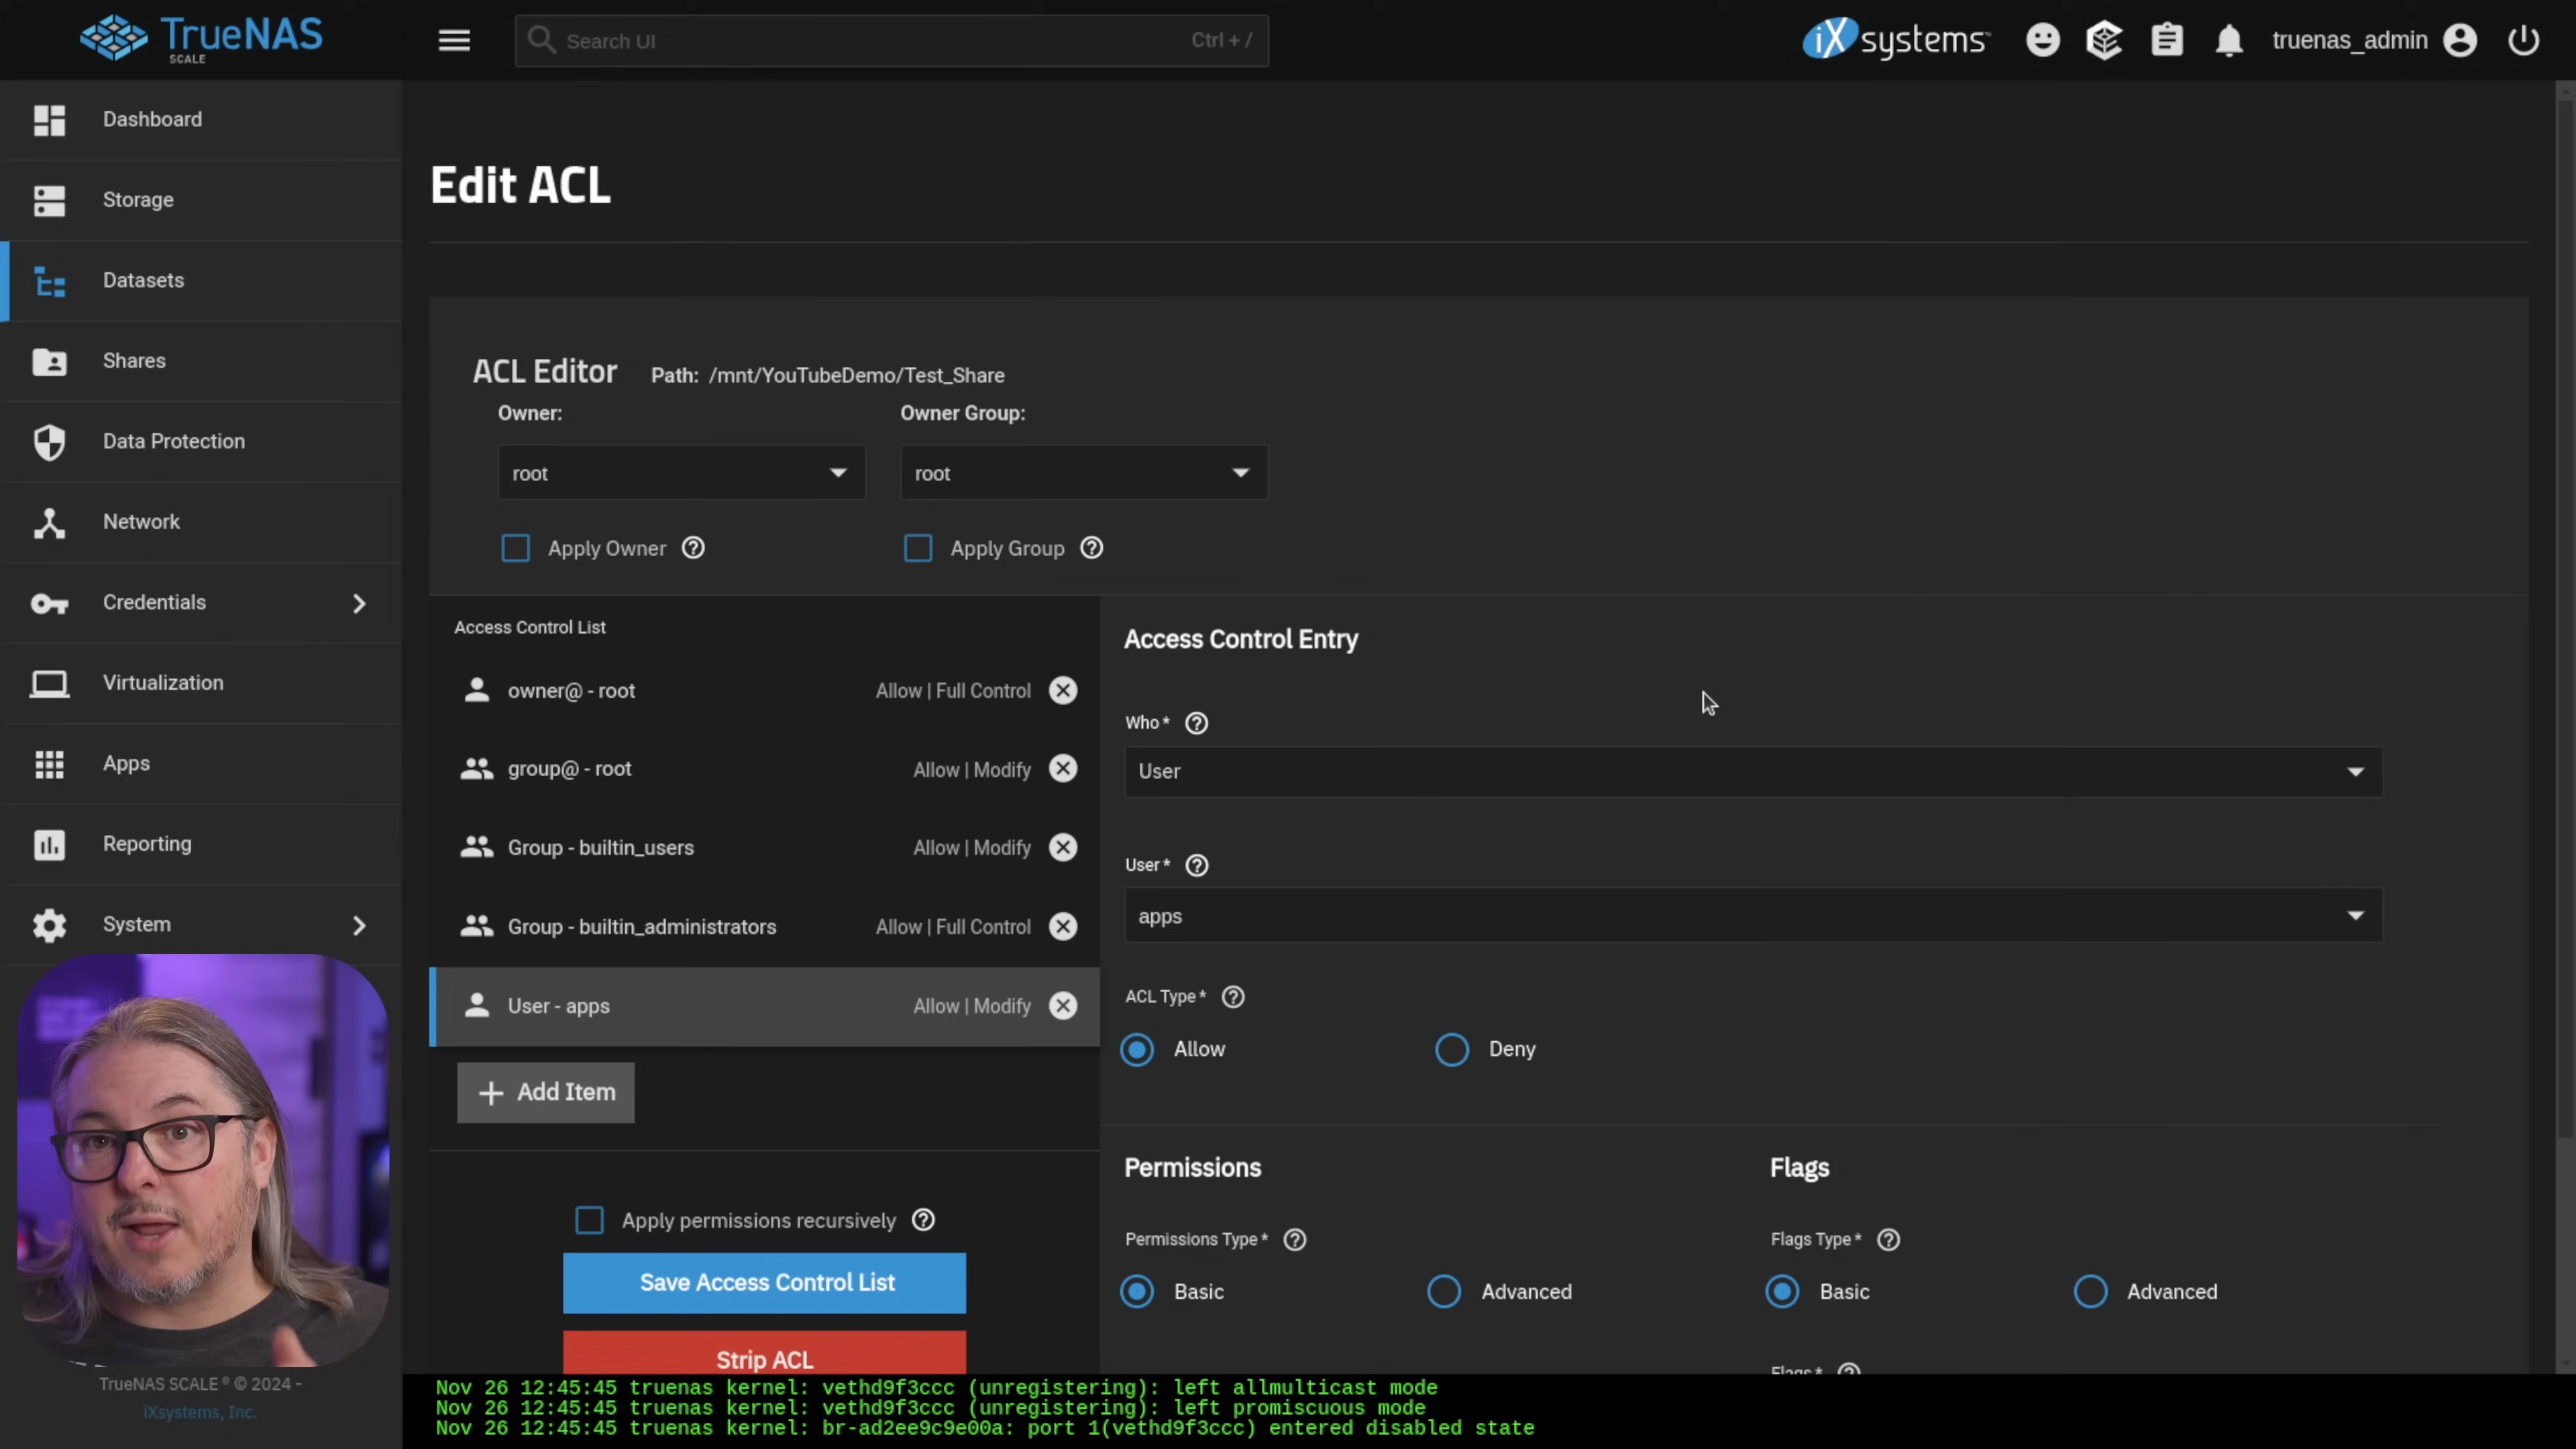 TrueNAS
SCALE
Search UI
Ctrl + /
iXsystems™
truenas_admin
Dashboard
Storage
Datasets
Shares
Data Protection
Network
Credentials
Virtualization
Apps
Reporting
System
TrueNAS SCALE ® © 2024 -
iXsystems, Inc.
Edit ACL
ACL Editor
Path: /mnt/YouTubeDemo/Test_Share
Owner:
Owner Group:
root
root
Apply Owner
Apply Group
Access Control List
owner@ - root
Allow | Full Control
group@ - root
Allow | Modify
Group - builtin_users
Allow | Modify
Group - builtin_administrators
Allow | Full Control
User - apps
Allow | Modify
+ Add Item
Apply permissions recursively
Save Access Control List
Strip ACL
Access Control Entry
Who *
User
User *
apps
ACL Type *
Allow
Deny
Permissions
Permissions Type *
Basic
Advanced
Flags
Flags Type *
Basic
Advanced
Flags *
Nov 26 12:45:45 truenas kernel: vethd9f3ccc (unregistering): left allmulticast mode
Nov 26 12:45:45 truenas kernel: vethd9f3ccc (unregistering): left promiscuous mode
Nov 26 12:45:45 truenas kernel: br-ad2ee9c9e00a: port 1(vethd9f3ccc) entered disabled state